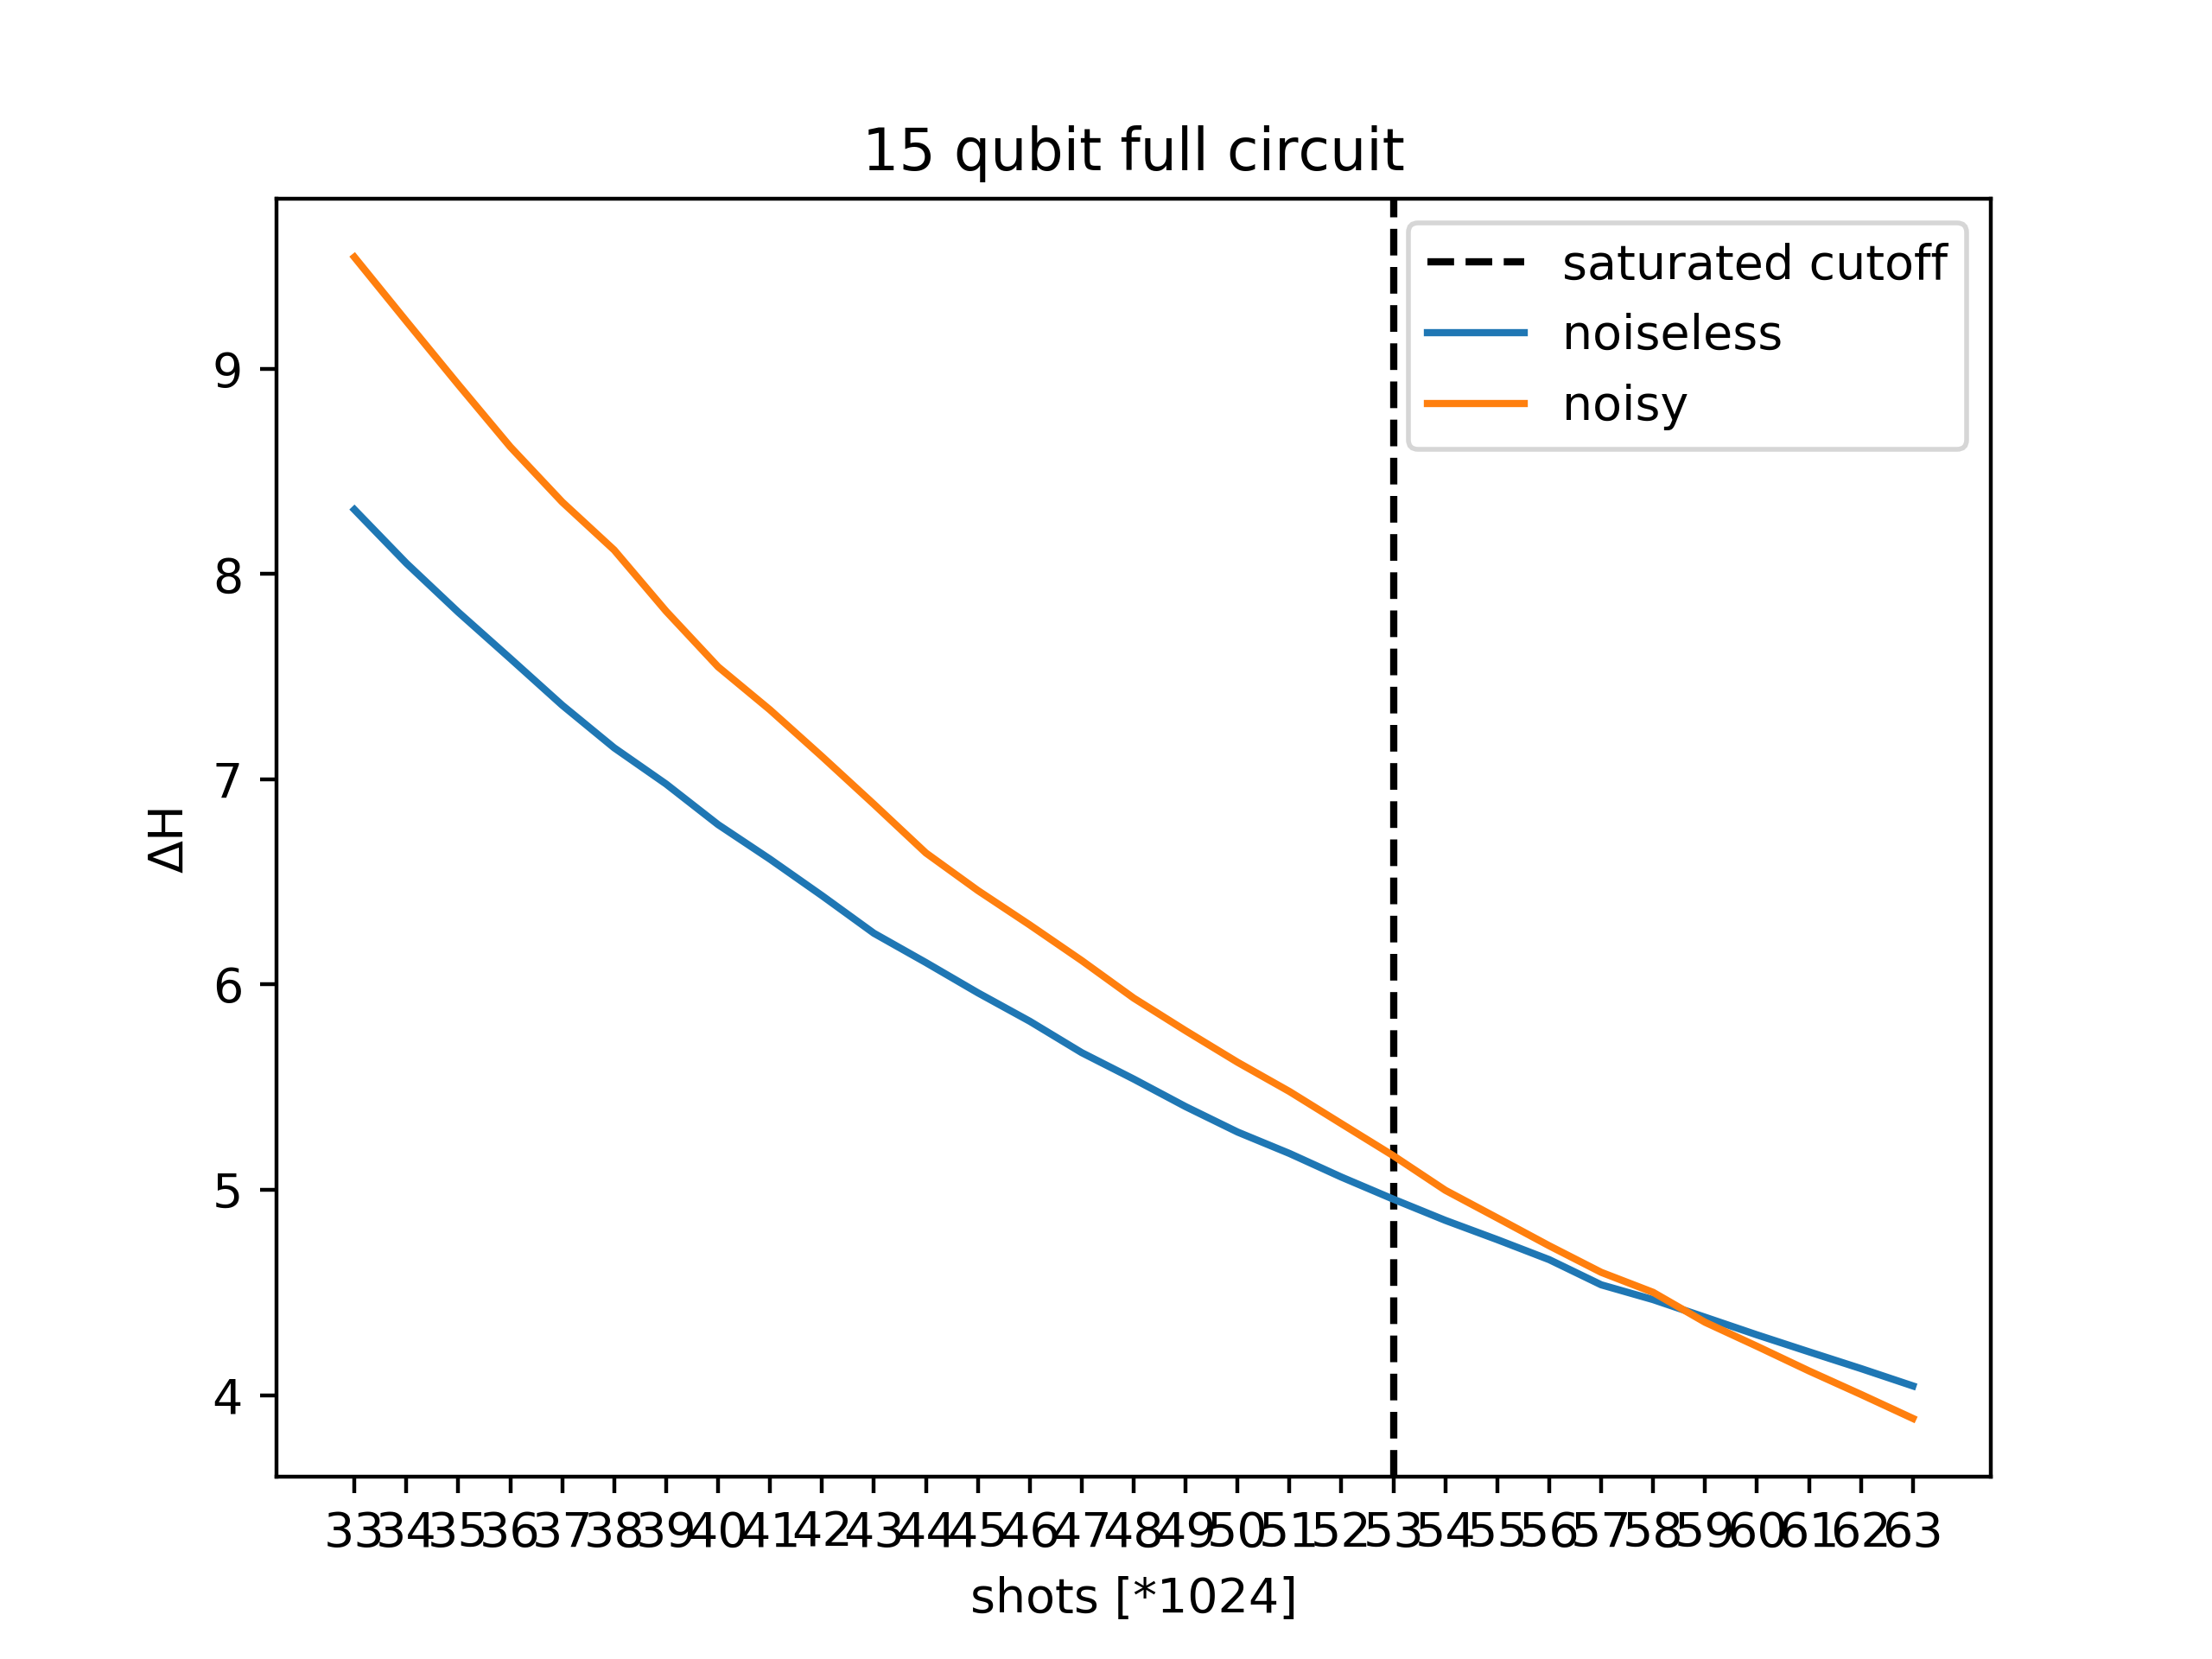 15 qubit full circuit
saturated cutoff
noiseless
noisy
9
8
7
6
5
4
ΔH
33 34 35 36 37 38 39 40 41 42 43 44 45 46 47 48 49 50 51 52 53 54 55 56 57 58 59 60 61 62 63
shots [*1024]